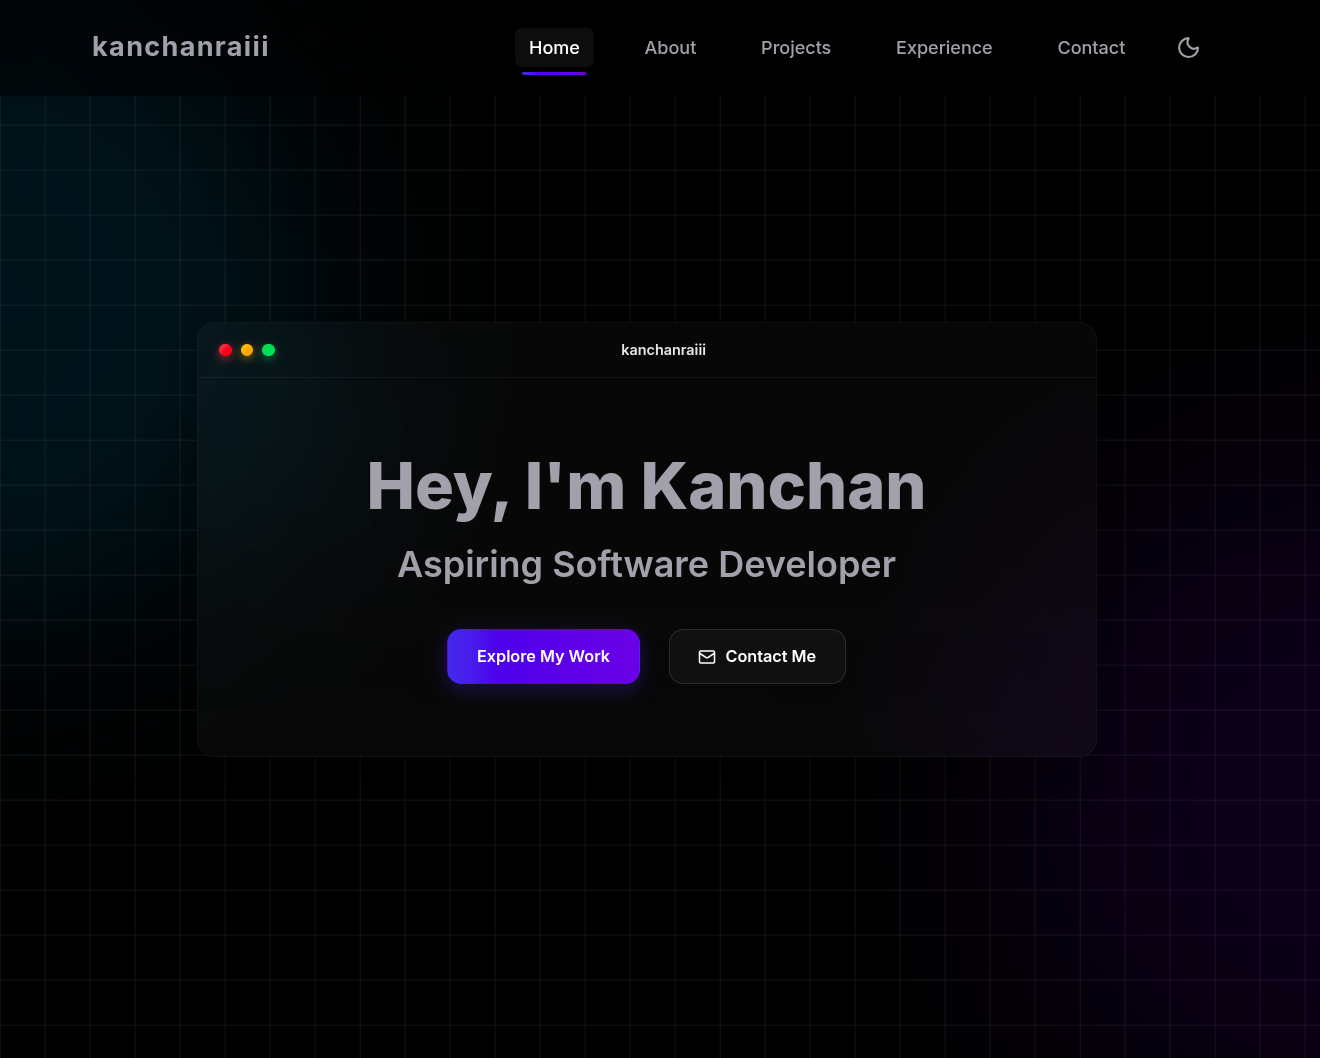 kanchanraiii
Home About Projects Experience Contact
kanchanraiii
Hey, I'm Kanchan
Aspiring Software Developer
Explore My Work Contact Me